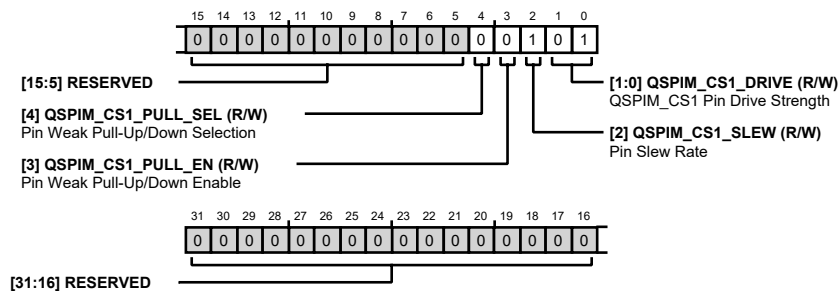 15 14 13 12 11 10 9 8 7 6 5 4 3 2 1 0
0 0 0 0 0 0 0 0 0 0 0 0 0 1 0 1
[15:5] RESERVED
[4] QSPIM_CS1_PULL_SEL (R/W)
Pin Weak Pull-Up/Down Selection
[3] QSPIM_CS1_PULL_EN (R/W)
Pin Weak Pull-Up/Down Enable
[1:0] QSPIM_CS1_DRIVE (R/W)
QSPIM_CS1 Pin Drive Strength
[2] QSPIM_CS1_SLEW (R/W)
Pin Slew Rate
31 30 29 28 27 26 25 24 23 22 21 20 19 18 17 16
0 0 0 0 0 0 0 0 0 0 0 0 0 0 0 0
[31:16] RESERVED